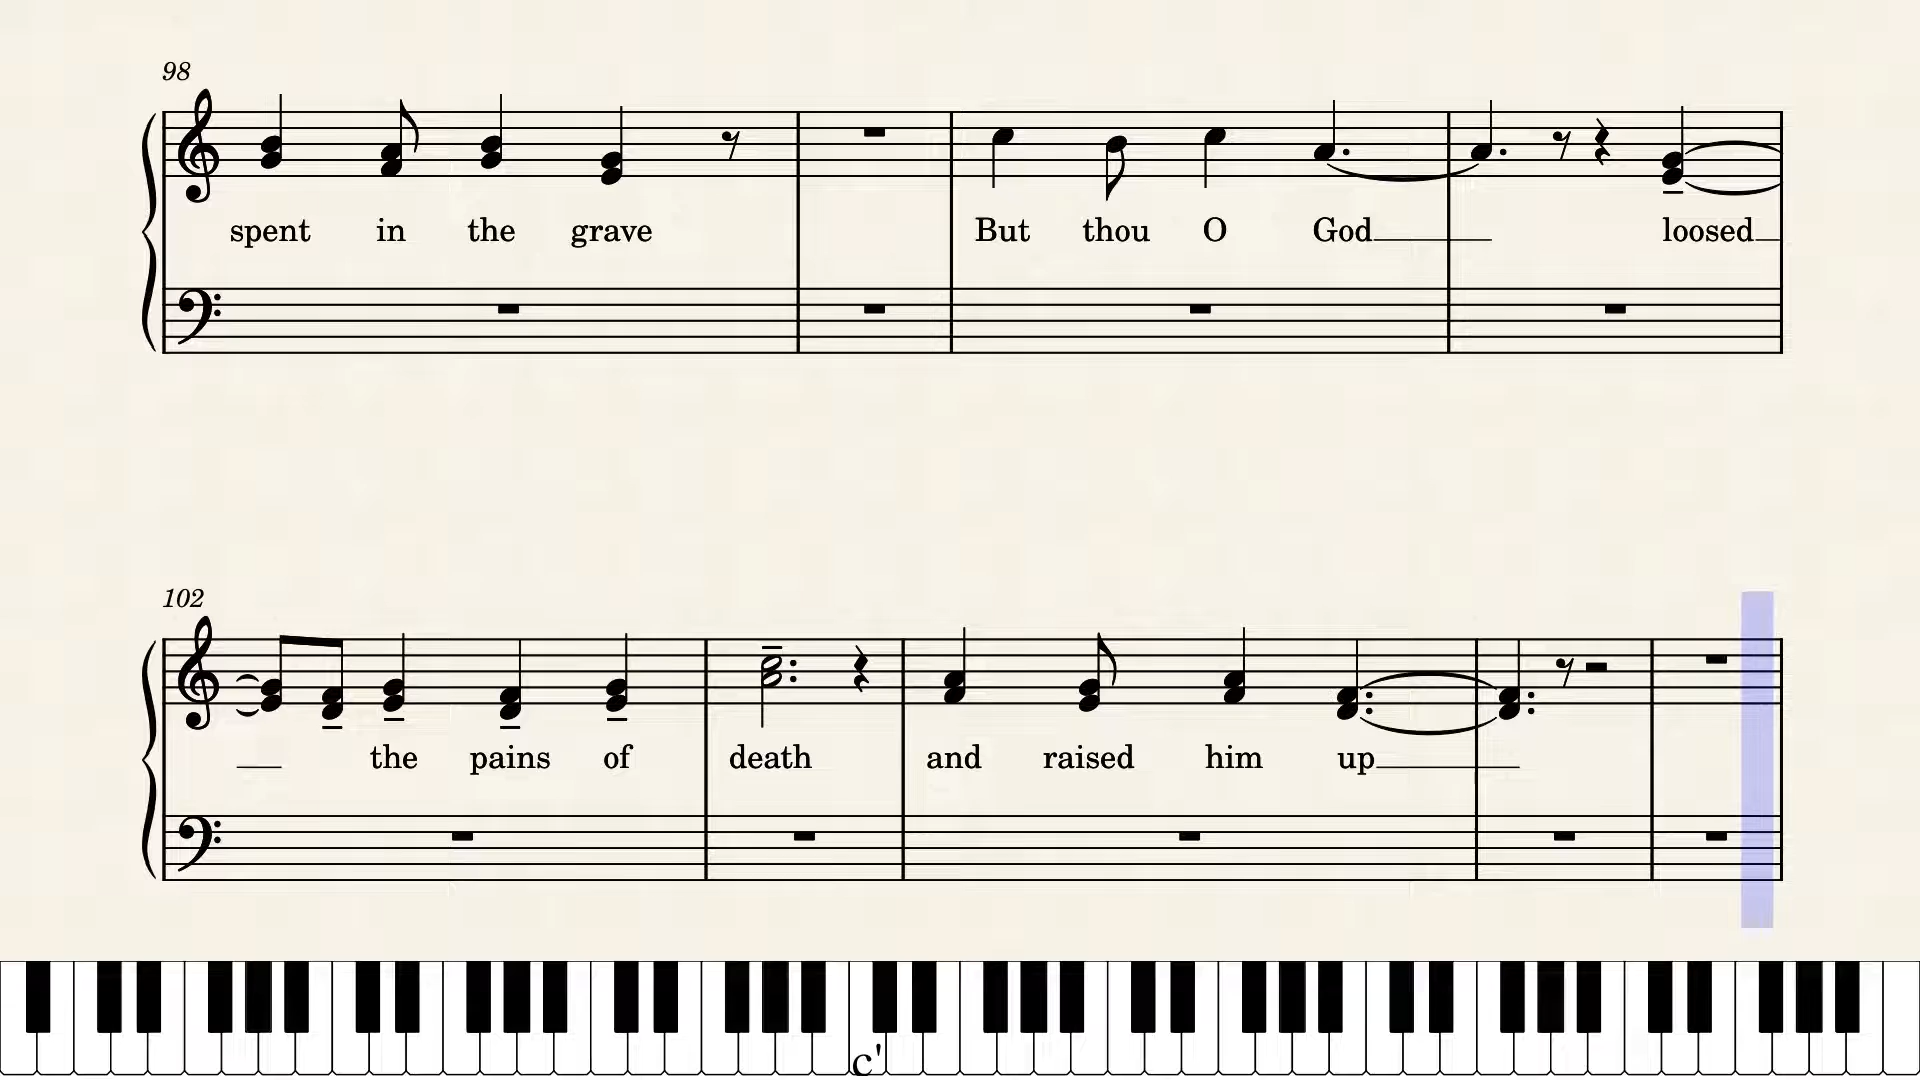 98
spent in the grave But thou O God loosed
102
the pains of death and raised him up
c'